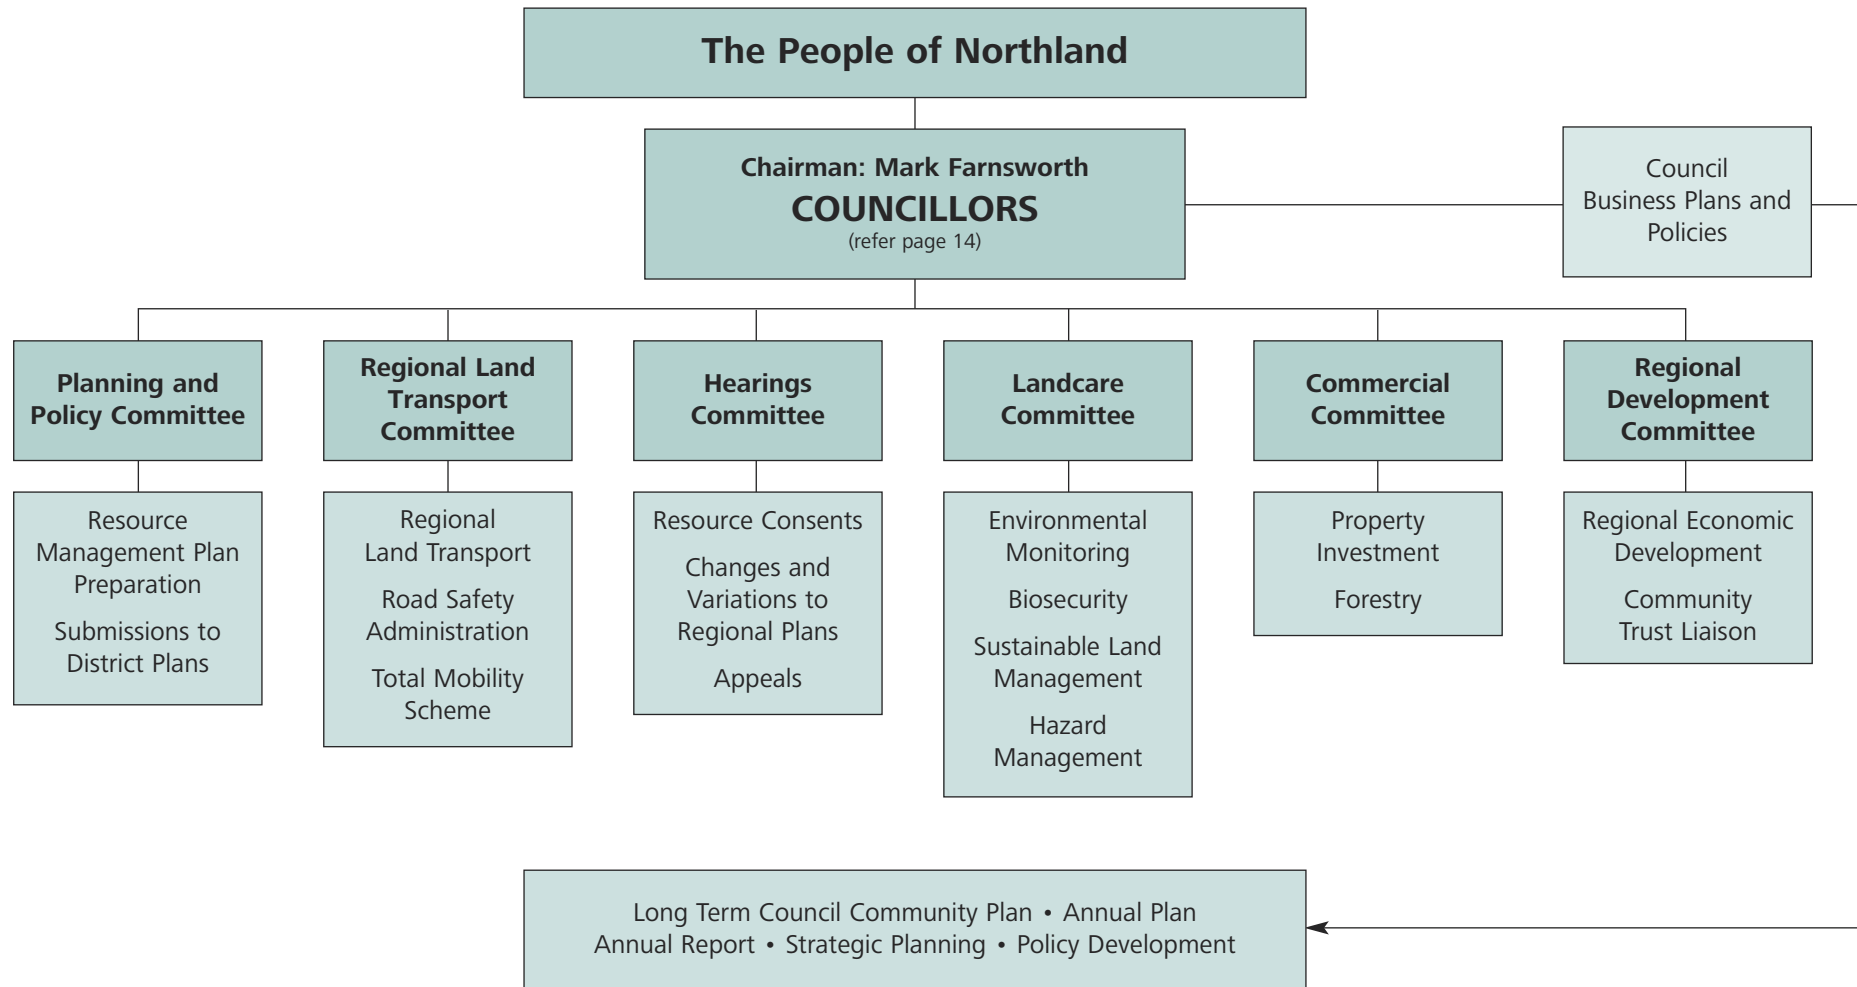 The People of Northland
Chairman: Mark Farnsworth
COUNCILLORS
(refer page 14)
Council
Business Plans and
Policies
Planning and
Policy Committee
Regional Land
Transport
Committee
Hearings
Committee
Landcare
Committee
Commercial
Committee
Regional
Development
Committee
Resource
Management Plan
Preparation
Submissions to
District Plans
Regional
Land Transport
Road Safety
Administration
Total Mobility
Scheme
Resource Consents
Changes and
Variations to
Regional Plans
Appeals
Environmental
Monitoring
Biosecurity
Sustainable Land
Management
Hazard
Management
Property
Investment
Forestry
Regional Economic
Development
Community
Trust Liaison
Long Term Council Community Plan • Annual Plan
Annual Report • Strategic Planning • Policy Development